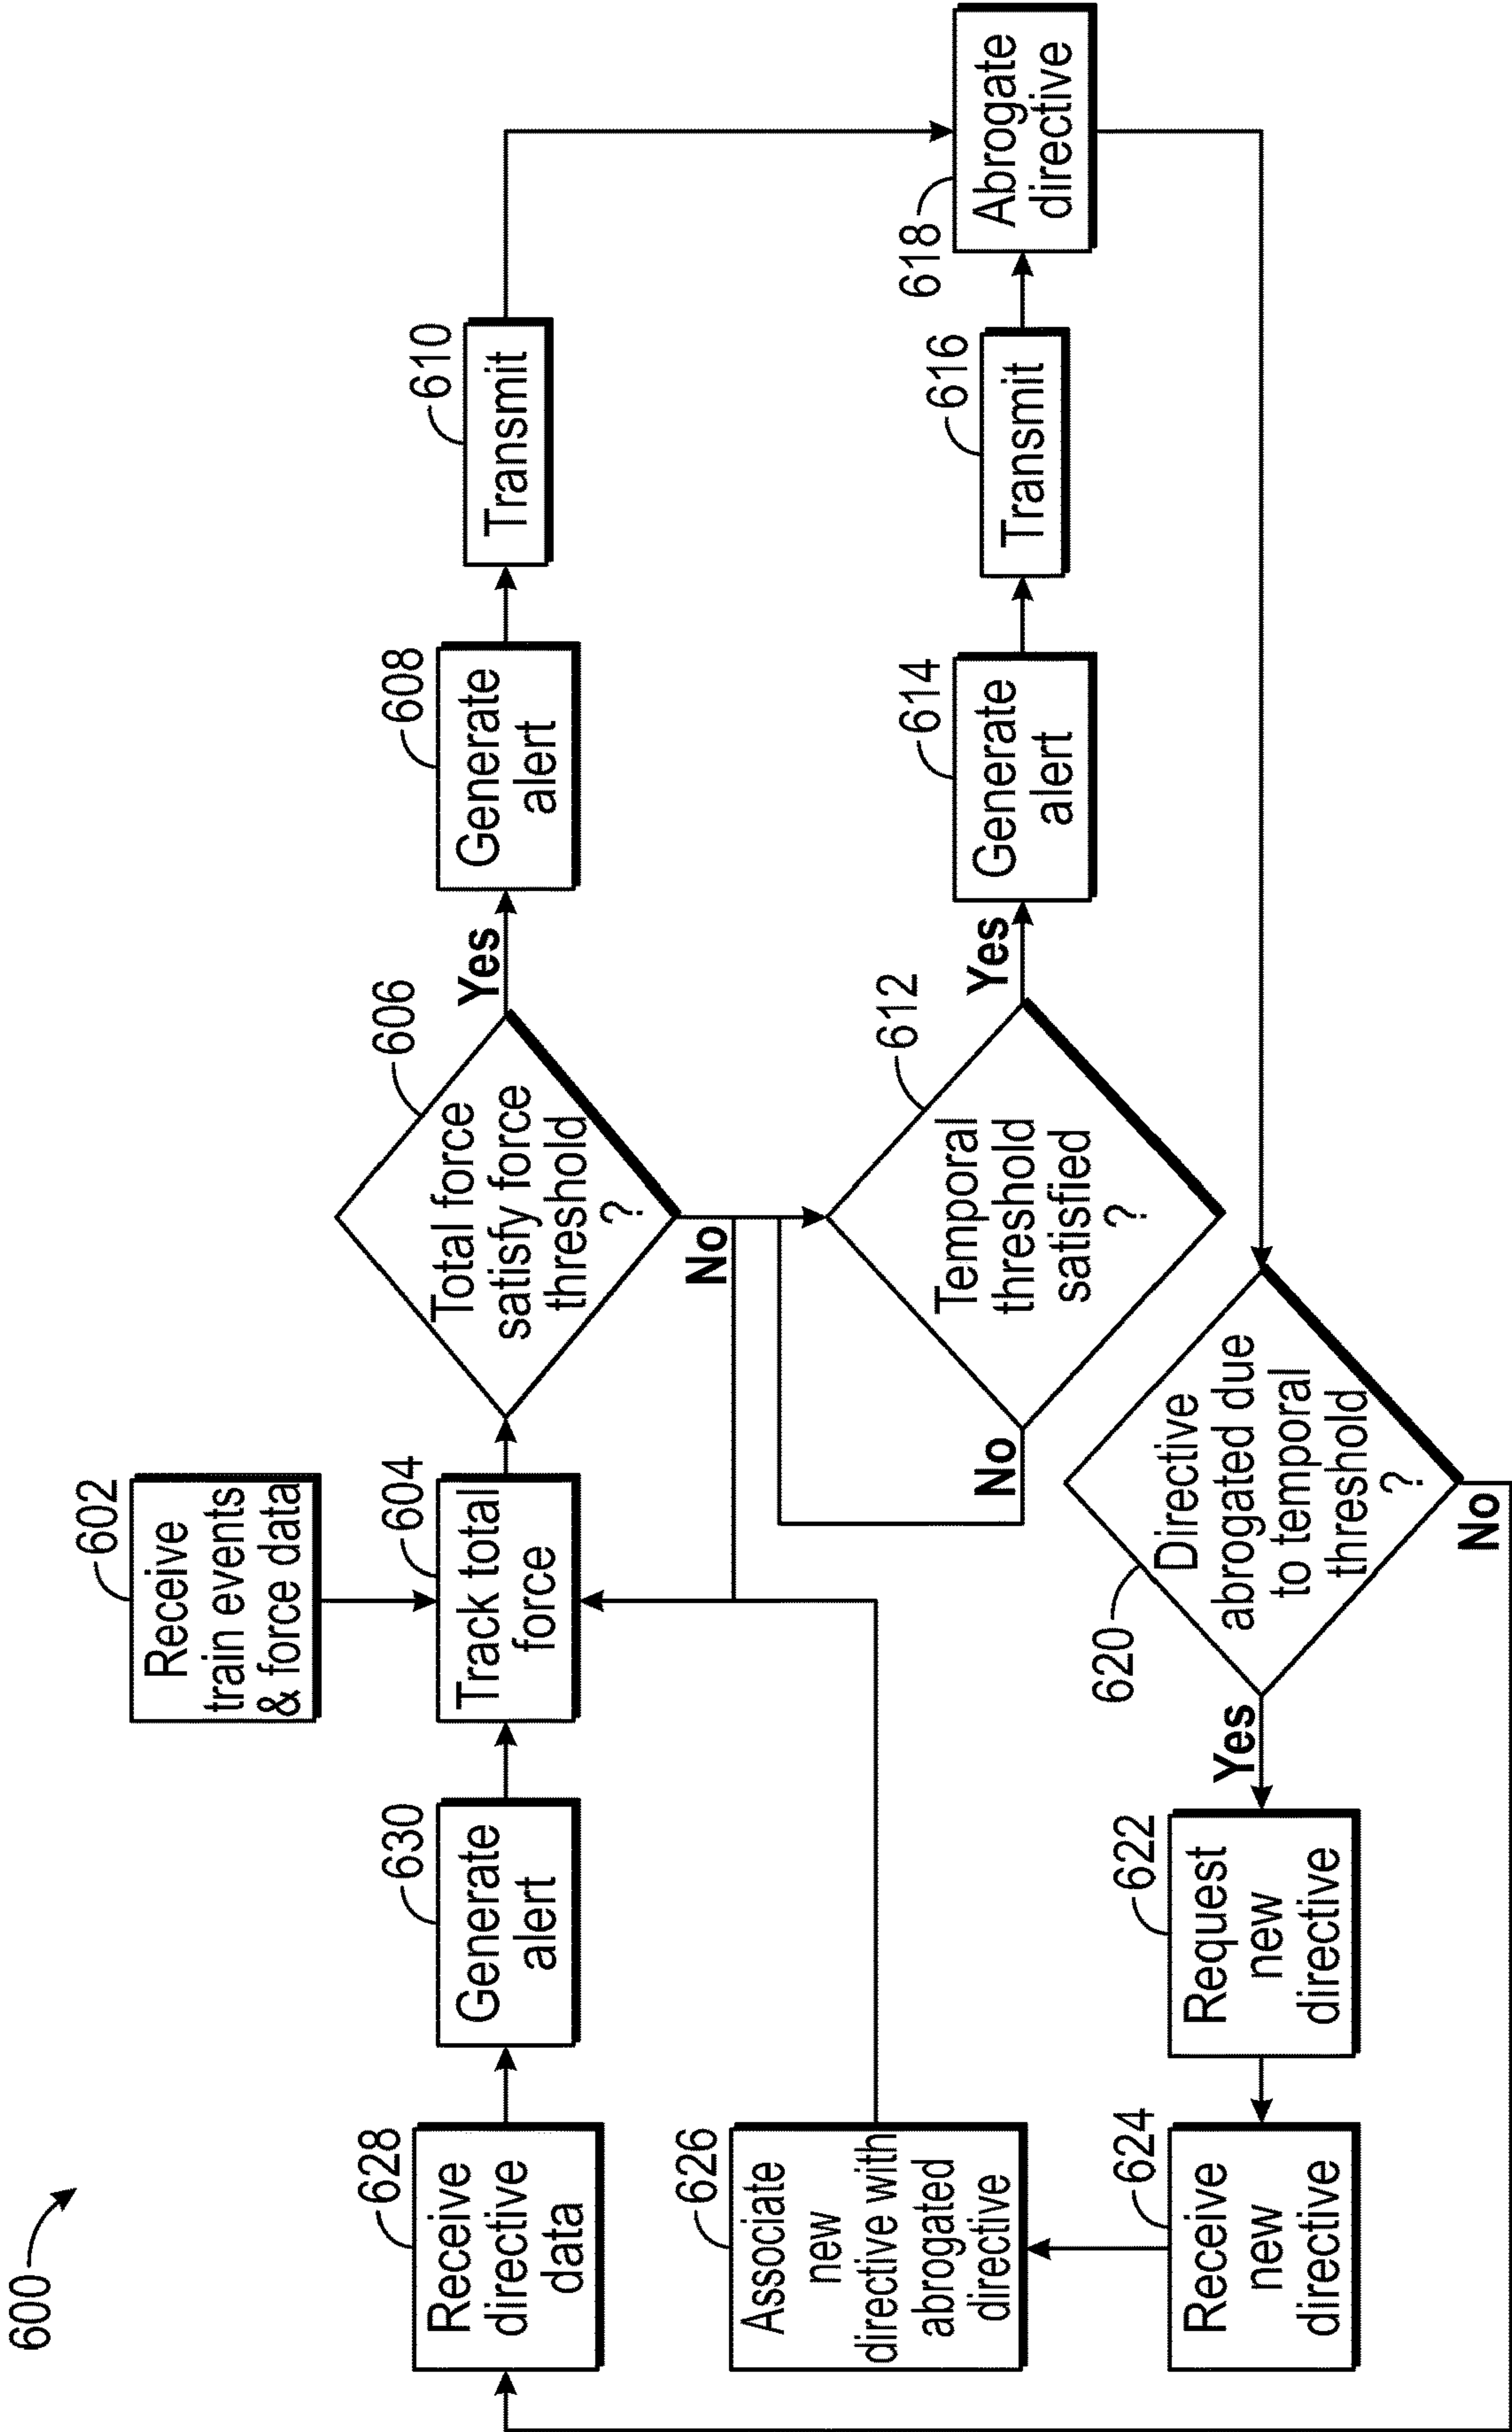 600
602
Receive
train events
& force data
628
Receive
directive
data
630
Generate
alert
604
Track total
force
606
Total force
satisfy force
threshold
?
Yes
No
608
Generate
alert
610
Transmit
612
Temporal
threshold
satisfied
?
Yes
No
614
Generate
alert
616
Transmit
618
Abrogate
directive
620
Directive
abrogated due
to temporal
threshold
?
Yes
No
622
Request
new
directive
624
Receive
new
directive
626
Associate
new
directive with
abrogated
directive